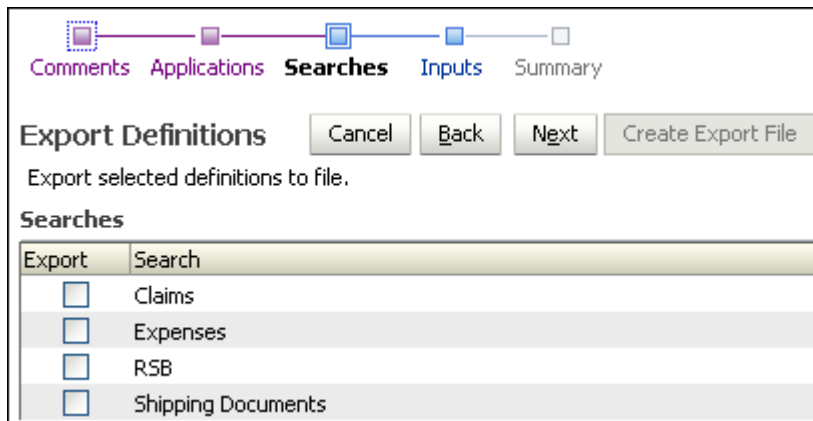 Comments Applications Searches Inputs Summary
Export Definitions Cancel Back Next Create Export File
Export selected definitions to file.
Searches
Export Search
Claims
Expenses
RSB
Shipping Documents